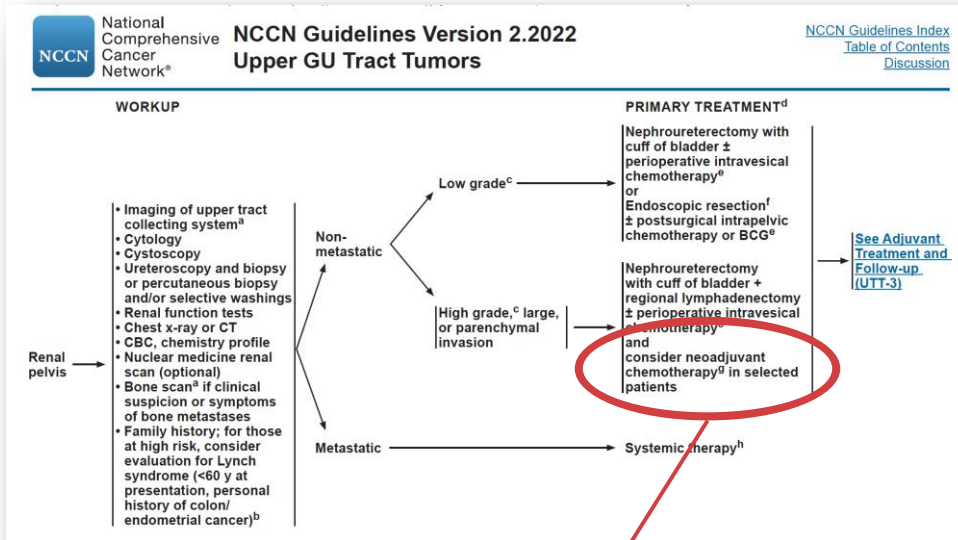 NCCN
National
Comprehensive
Cancer
Network®
NCCN Guidelines Version 2.2022
Upper GU Tract Tumors
NCCN Guidelines Index
Table of Contents
Discussion
WORKUP
Renal
pelvis
• Imaging of upper tract
collecting systemᵃ
• Cytology
• Cystoscopy
• Ureteroscopy and biopsy
or percutaneous biopsy
and/or selective washings
• Renal function tests
• Chest x-ray or CT
• CBC, chemistry profile
• Nuclear medicine renal
scan (optional)
• Bone scanᵃ if clinical
suspicion or symptoms
of bone metastases
• Family history; for those
at high risk, consider
evaluation for Lynch
syndrome (<60 y at
presentation, personal
history of colon/
endometrial cancer)ᵇ
Non-
metastatic
Metastatic
Low gradeᶜ
High grade,ᶜ large,
or parenchymal
invasion
PRIMARY TREATMENTᵈ
Nephroureterectomy with
cuff of bladder ±
perioperative intravesical
chemotherapyᵉ
or
Endoscopic resectionᶠ
± postsurgical intrapelvic
chemotherapy or BCGᵉ
Nephroureterectomy
with cuff of bladder +
regional lymphadenectomy
± perioperative intravesical
chemotherapyᵉ
and
consider neoadjuvant
chemotherapyᵍ in selected
patients
Systemic therapyʰ
See Adjuvant
Treatment and
Follow-up
(UTT-3)